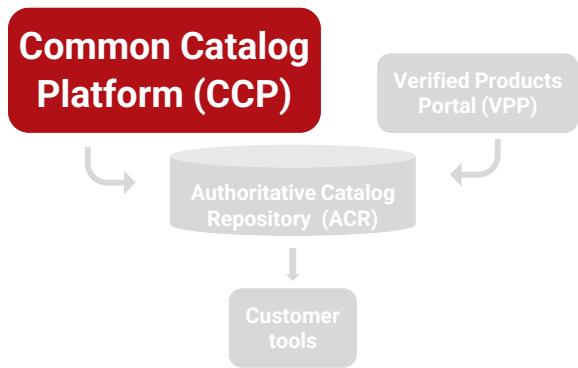 Common Catalog
Platform (CCP)
Verified Products
Portal (VPP)
Authoritative Catalog
Repository (ACR)
Customer
tools